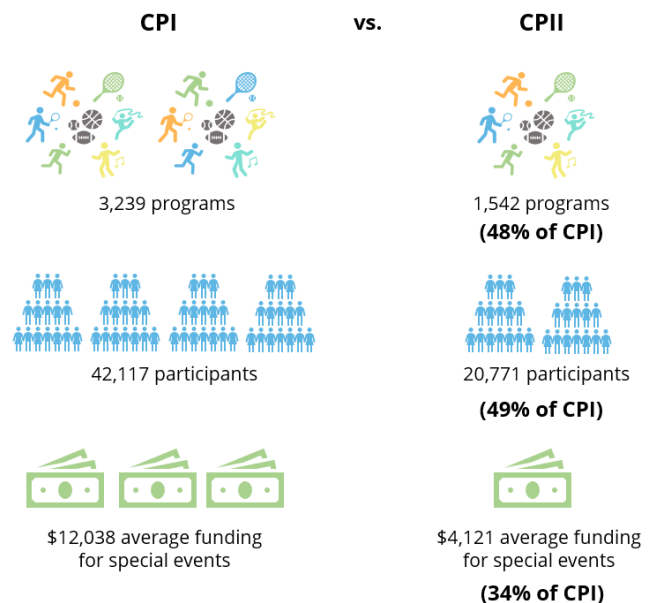 CPI vs. CPII
3,239 programs
1,542 programs
(48% of CPI)
42,117 participants
20,771 participants
(49% of CPI)
$12,038 average funding
for special events
$4,121 average funding
for special events
(34% of CPI)